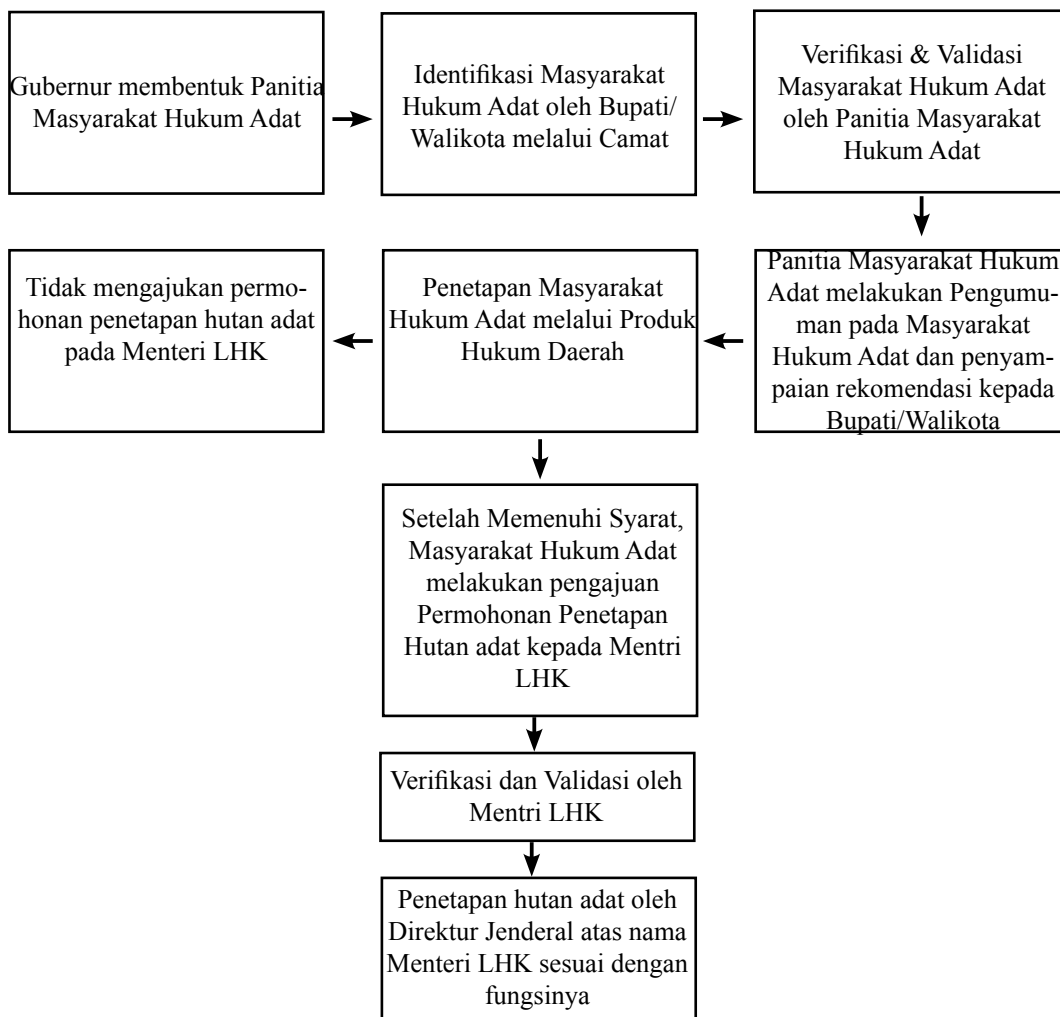 Gubernur membentuk Panitia
Masyarakat Hukum Adat
Identifikasi Masyarakat
Hukum Adat oleh Bupati/
Walikota melalui Camat
Verifikasi & Validasi
Masyarakat Hukum Adat
oleh Panitia Masyarakat
Hukum Adat
Panitia Masyarakat Hukum
Adat melakukan Pengumu-
man pada Masyarakat
Hukum Adat dan penyam-
paian rekomendasi kepada
Bupati/Walikota
Penetapan Masyarakat
Hukum Adat melalui Produk
Hukum Daerah
Tidak mengajukan permo-
honan penetapan hutan adat
pada Menteri LHK
Setelah Memenuhi Syarat,
Masyarakat Hukum Adat
melakukan pengajuan
Permohonan Penetapan
Hutan adat kepada Mentri
LHK
Verifikasi dan Validasi oleh
Mentri LHK
Penetapan hutan adat oleh
Direktur Jenderal atas nama
Menteri LHK sesuai dengan
fungsinya